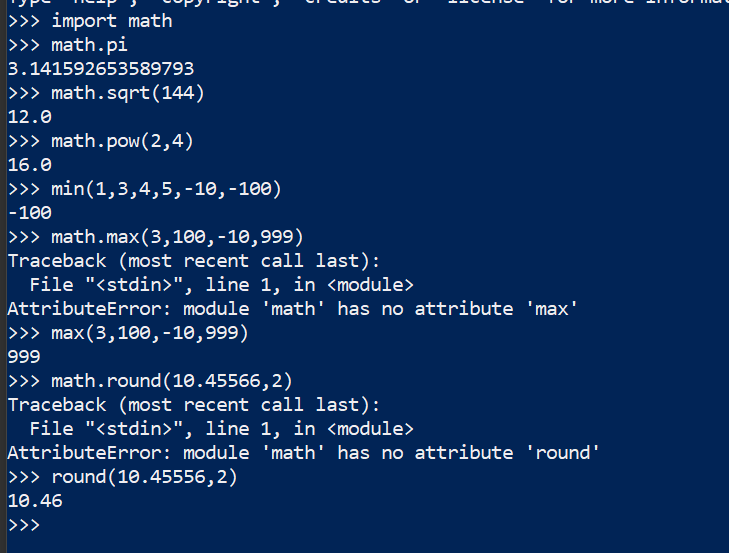 Type "help", "copyright", "credits" or "license" for more informat
>>> import math
>>> math.pi
3.141592653589793
>>> math.sqrt(144)
12.0
>>> math.pow(2,4)
16.0
>>> min(1,3,4,5,-10,-100)
-100
>>> math.max(3,100,-10,999)
Traceback (most recent call last):
  File "<stdin>", line 1, in <module>
AttributeError: module 'math' has no attribute 'max'
>>> max(3,100,-10,999)
999
>>> math.round(10.45566,2)
Traceback (most recent call last):
  File "<stdin>", line 1, in <module>
AttributeError: module 'math' has no attribute 'round'
>>> round(10.45556,2)
10.46
>>>